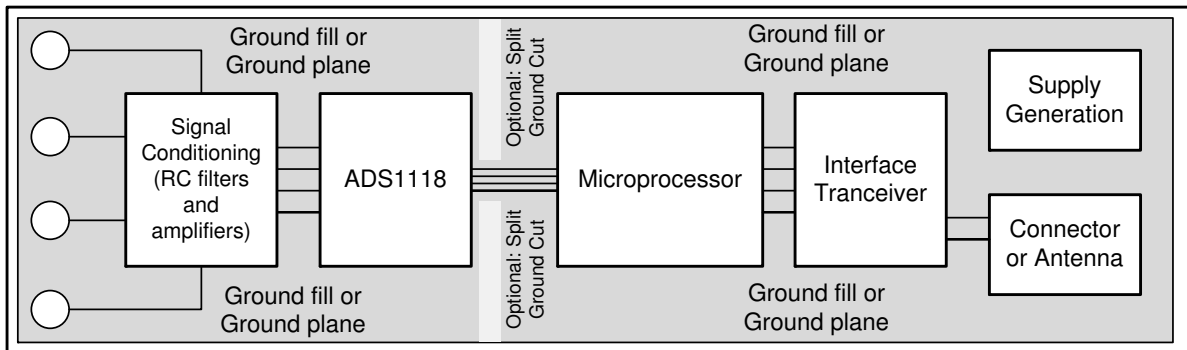 Ground fill or
Ground plane
Optional: Split
Ground Cut
Ground fill or
Ground plane
Supply
Generation
Signal
Conditioning
(RC filters
and
amplifiers)
ADS1118
Microprocessor
Interface
Tranceiver
Connector
or Antenna
Ground fill or
Ground plane
Optional: Split
Ground Cut
Ground fill or
Ground plane